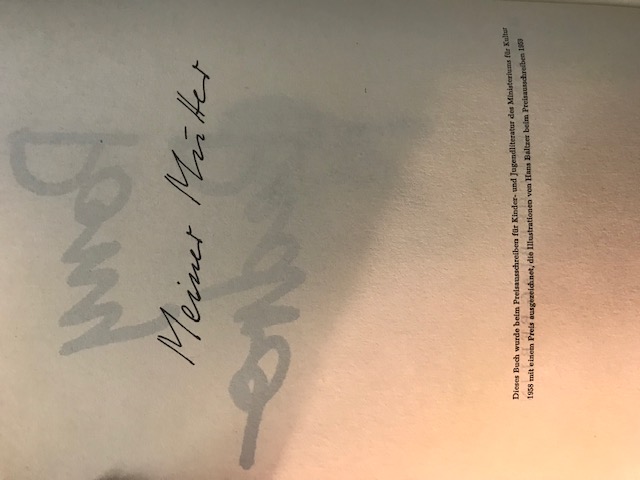 Meiner Mutter
Dieses Buch wurde beim Preisausschreiben für Kinder- und Jugendliteratur des Ministeriums für Kultur
1958 mit einem Preis ausgezeichnet, die Illustrationen von Hans Baltzer beim Preisausschreiben